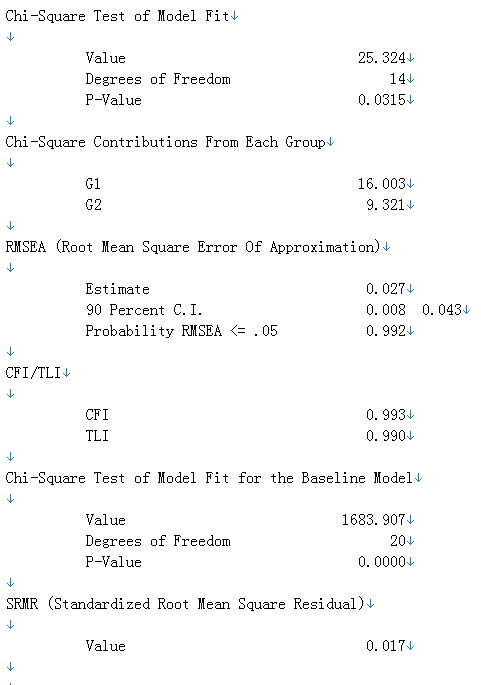 Chi-Square Test of Model Fit↓
↓
Value 25.324↓
Degrees of Freedom 14↓
P-Value 0.0315↓
↓
Chi-Square Contributions From Each Group↓
↓
G1 16.003↓
G2 9.321↓
↓
RMSEA (Root Mean Square Error Of Approximation)↓
↓
Estimate 0.027↓
90 Percent C.I. 0.008 0.043↓
Probability RMSEA <= .05 0.992↓
↓
CFI/TLI↓
↓
CFI 0.993↓
TLI 0.990↓
↓
Chi-Square Test of Model Fit for the Baseline Model↓
↓
Value 1683.907↓
Degrees of Freedom 20↓
P-Value 0.0000↓
↓
SRMR (Standardized Root Mean Square Residual)↓
↓
Value 0.017↓
↓